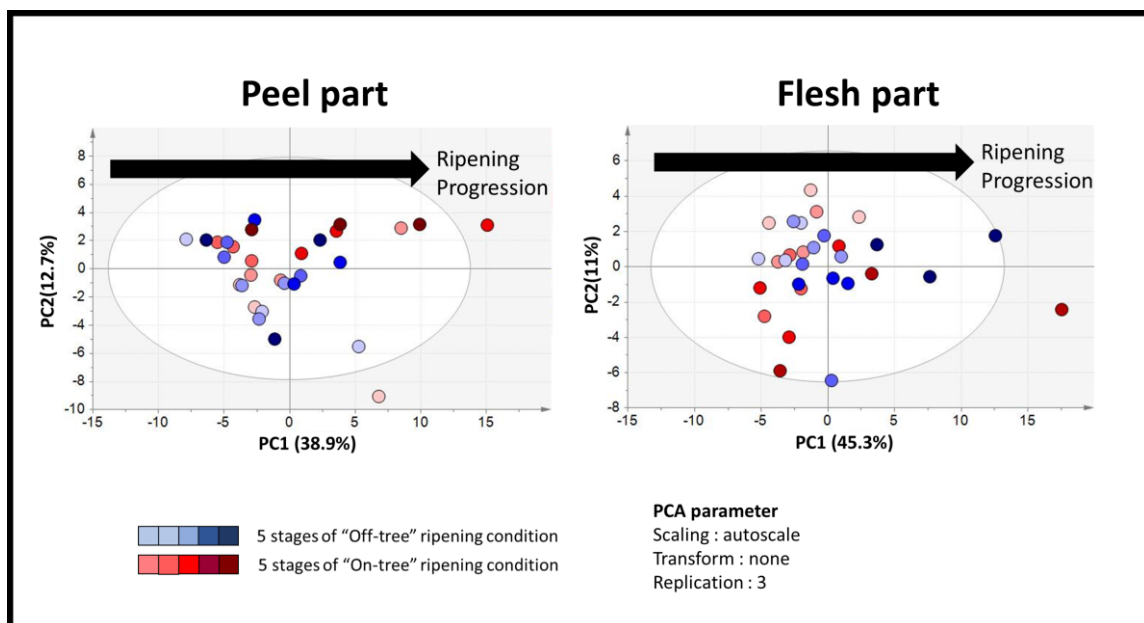 Peel part
Flesh part
Ripening
Progression
Ripening
Progression
8
6
4
2
0
-2
-4
-6
-8
-10
PC2(12.7%)
-15
-10
-5
0
5
10
15
PC1 (38.9%)
6
4
2
0
-2
-4
-6
-8
PC2(11%)
-15
-10
-5
0
5
10
15
PC1 (45.3%)
5 stages of “Off-tree” ripening condition
5 stages of “On-tree” ripening condition
PCA parameter
Scaling : autoscale
Transform : none
Replication : 3